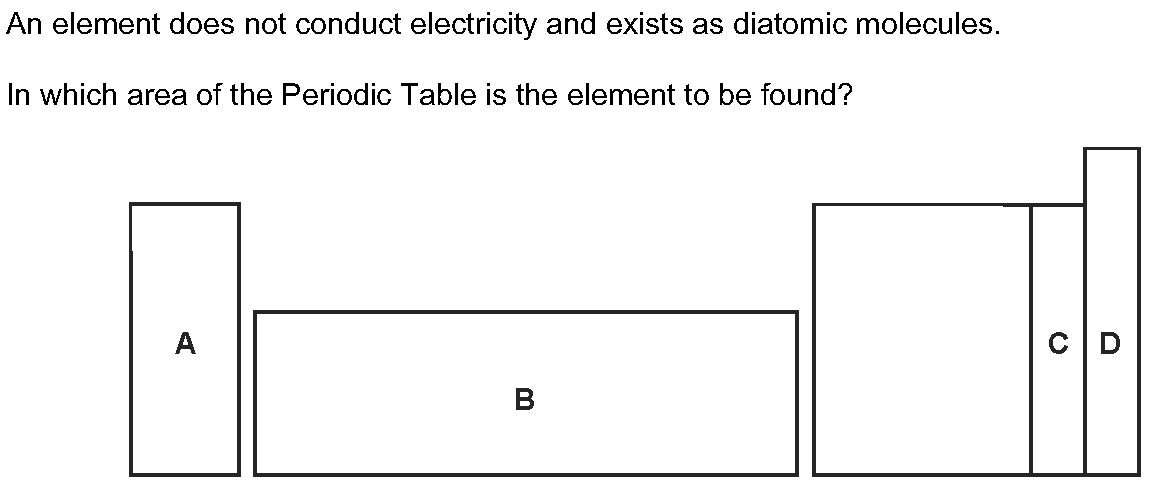 An element does not conduct electricity and exists as diatomic molecules.
In which area of the Periodic Table is the element to be found?
A
C D
B